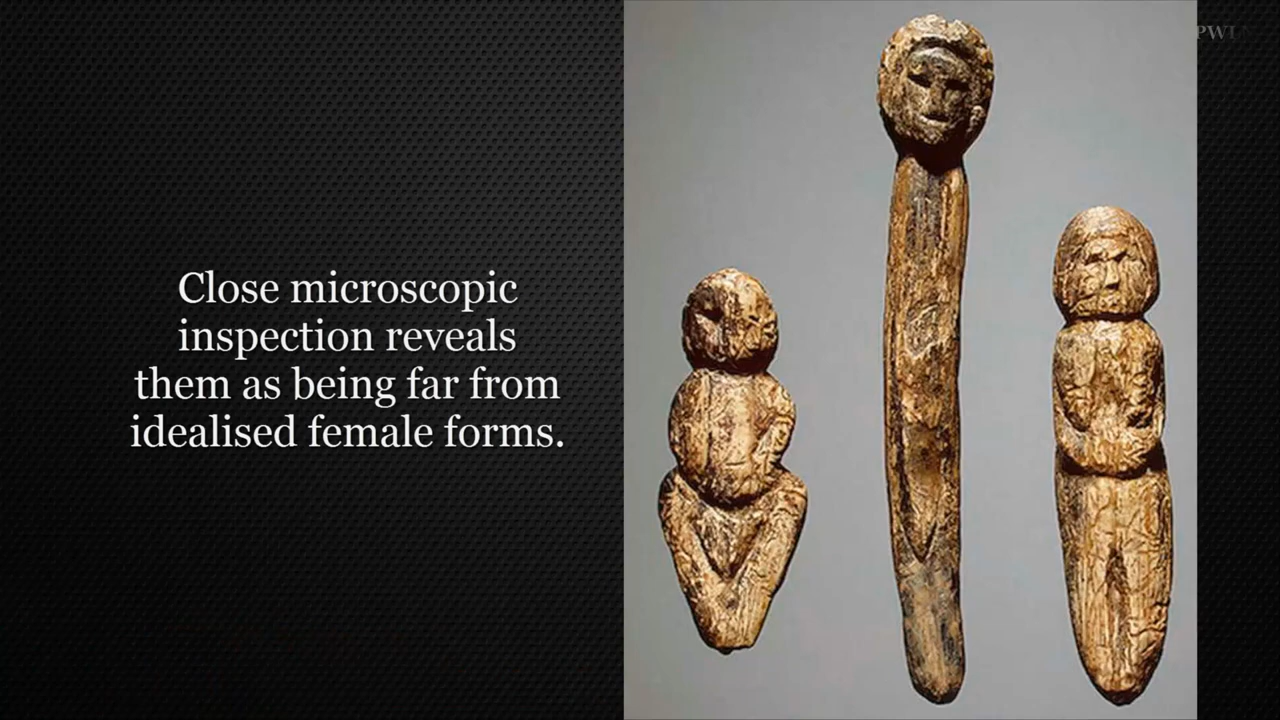 Close microscopic
inspection reveals
them as being far from
idealised female forms.